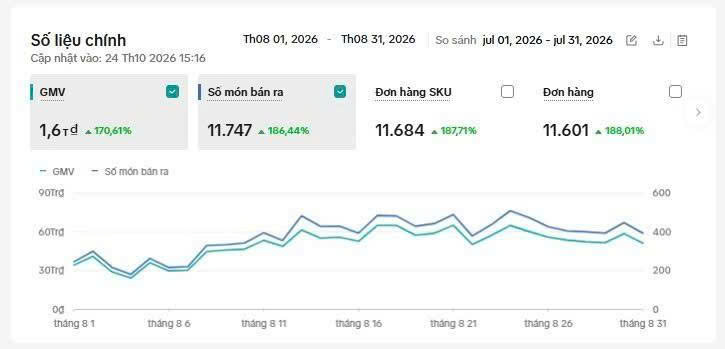 Số liệu chính
Th08 01, 2026 - Th08 31, 2026 So sánh jul 01, 2026 - jul 31, 2026
Cập nhật vào: 24 Th10 2026 15:16
GMV Số món bán ra Đơn hàng SKU Đơn hàng
1,6Tđ 170,61% 11.747 186,44% 11.684 187,71% 11.601 188,01%
GMV Số món bán ra
90Trđ 600
60Trđ 400
30Trđ 200
0đ 0
tháng 8 1 tháng 8 6 tháng 8 11 tháng 8 16 tháng 8 21 tháng 8 26 tháng 8 31